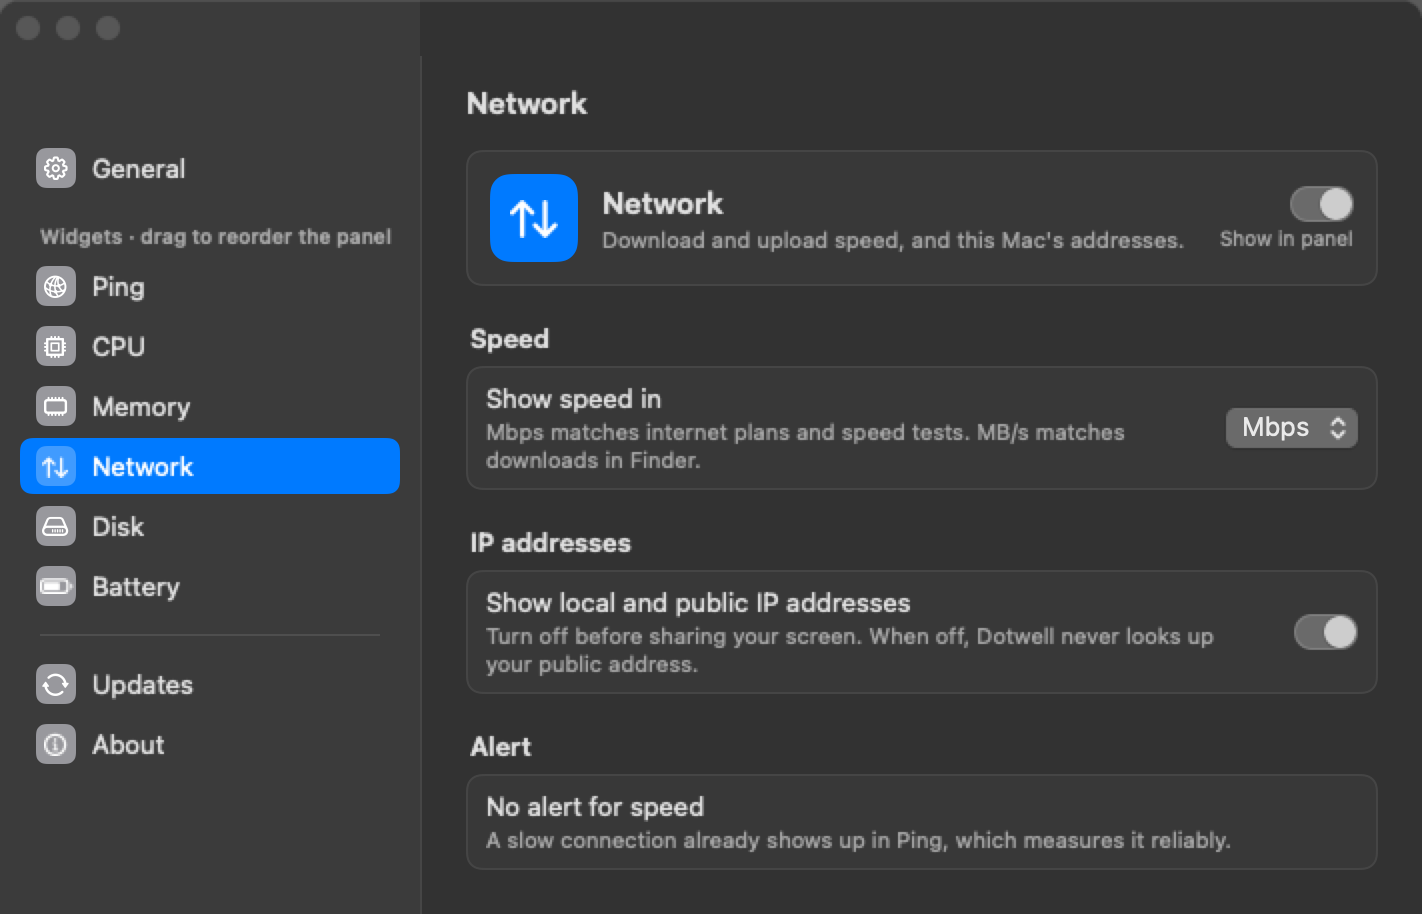 General
Widgets · drag to reorder the panel
Ping
CPU
Memory
Network
Disk
Battery
Updates
About
Network
Network
Download and upload speed, and this Mac's addresses.
Show in panel
Speed
Show speed in
Mbps matches internet plans and speed tests. MB/s matches
downloads in Finder.
Mbps
IP addresses
Show local and public IP addresses
Turn off before sharing your screen. When off, Dotwell never looks up
your public address.
Alert
No alert for speed
A slow connection already shows up in Ping, which measures it reliably.